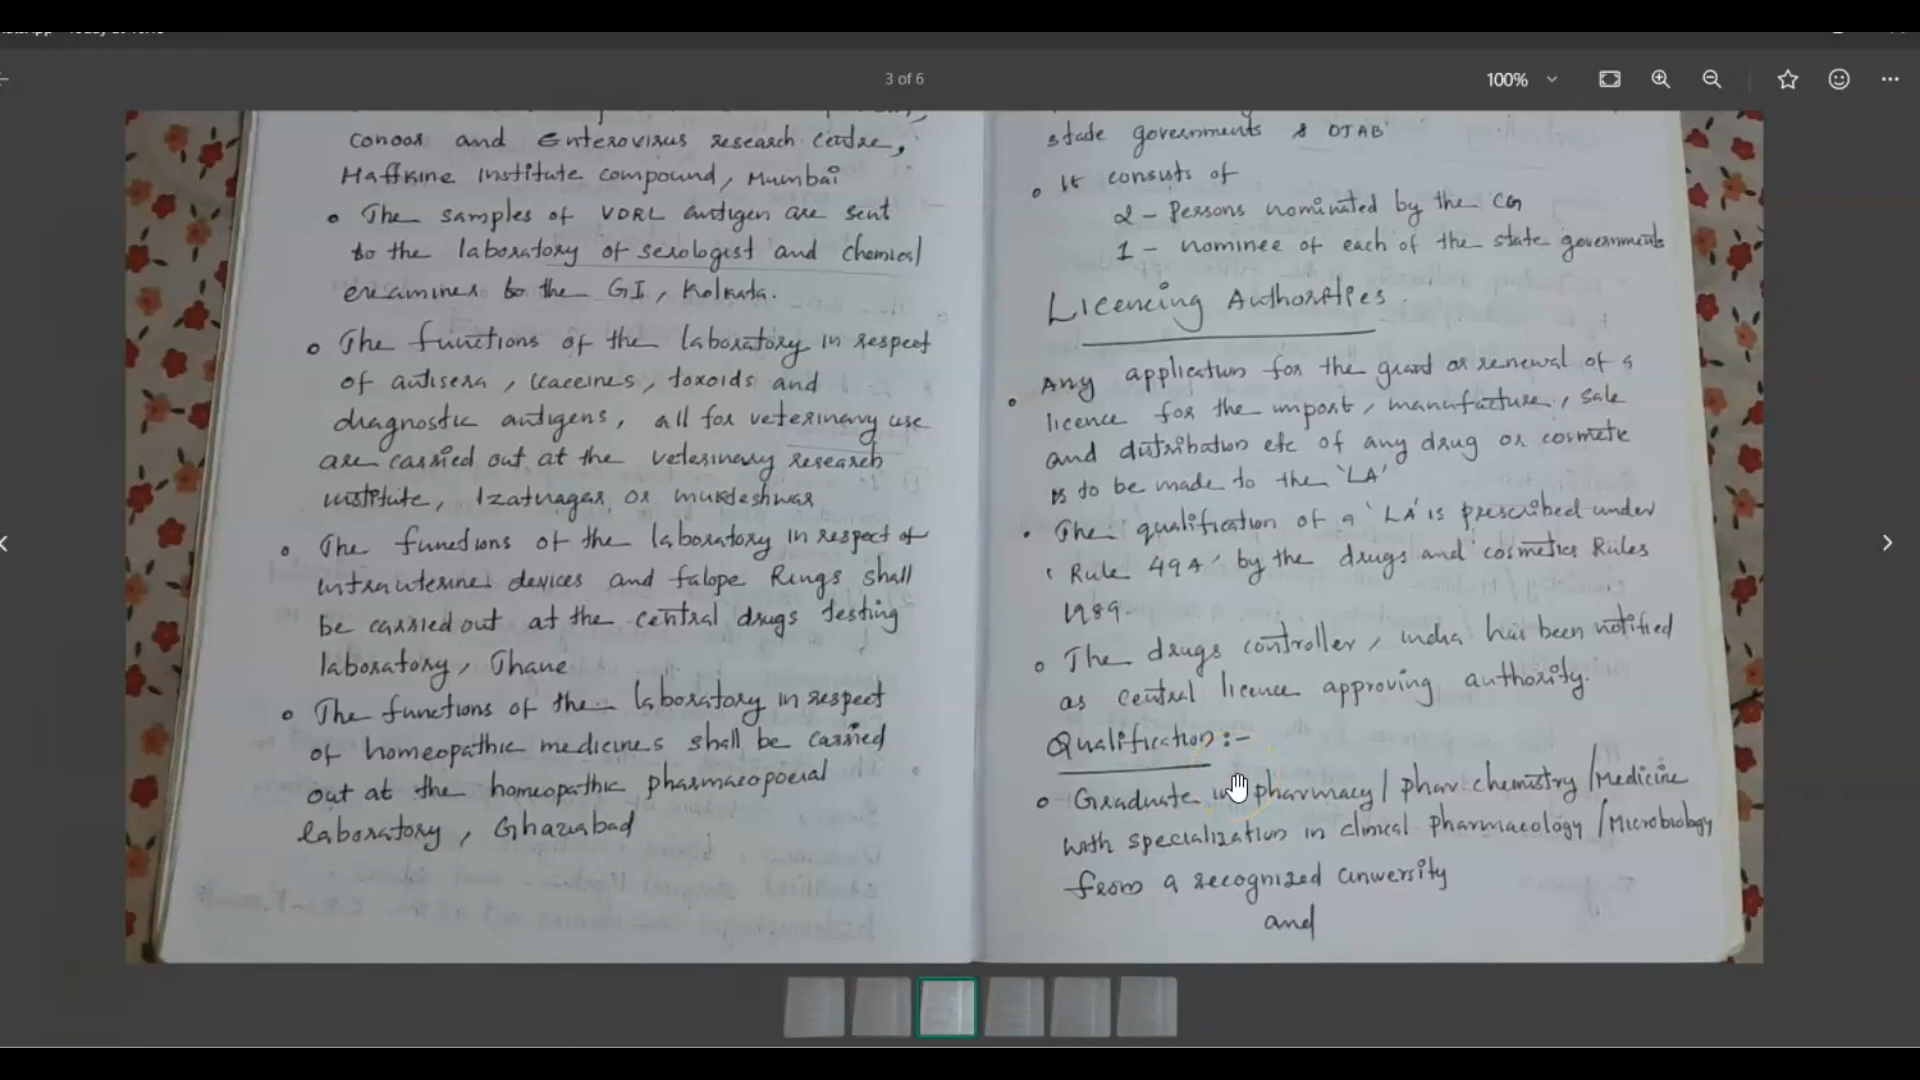 3 of 6
100%
conoor and Enterovirus research centre,
Haffkine institute compound, Mumbai
• The samples of VDRL antigen are sent
to the laboratory of serologist and chemical
examiner to the GI, Kolkata.
• The functions of the laboratory in respect
of antisera, vaccines, toxoids and
diagnostic antigens, all for veterinary use
are carried out at the veterinary research
institute, Izatnagar or mukteshwar
• The functions of the laboratory in respect of
intrauterine devices and falope Rings shall
be carried out at the central drugs testing
laboratory, Thane
• The functions of the laboratory in respect
of homeopathic medicines shall be carried
out at the homeopathic pharmacopoeial
laboratory, Ghaziabad
state governments & DTAB'
• It consists of
2 - Persons nominated by the CG
1 - nominee of each of the state governments
Licencing Authorities.
• Any application for the grant or renewal of a
licence for the import, manufacture, sale
and distribution etc of any drug or cosmetic
is to be made to the 'LA'
• The qualification of a 'LA' is prescribed under
'Rule 49A' by the drugs and cosmetics Rules
1989.
• The drugs controller, india has been notified
as central licence approving authority.
Qualification:-
• Graduate in pharmacy / phar. chemistry / Medicine
with specialization in clinical pharmacology / Microbiology
from a recognized university
and